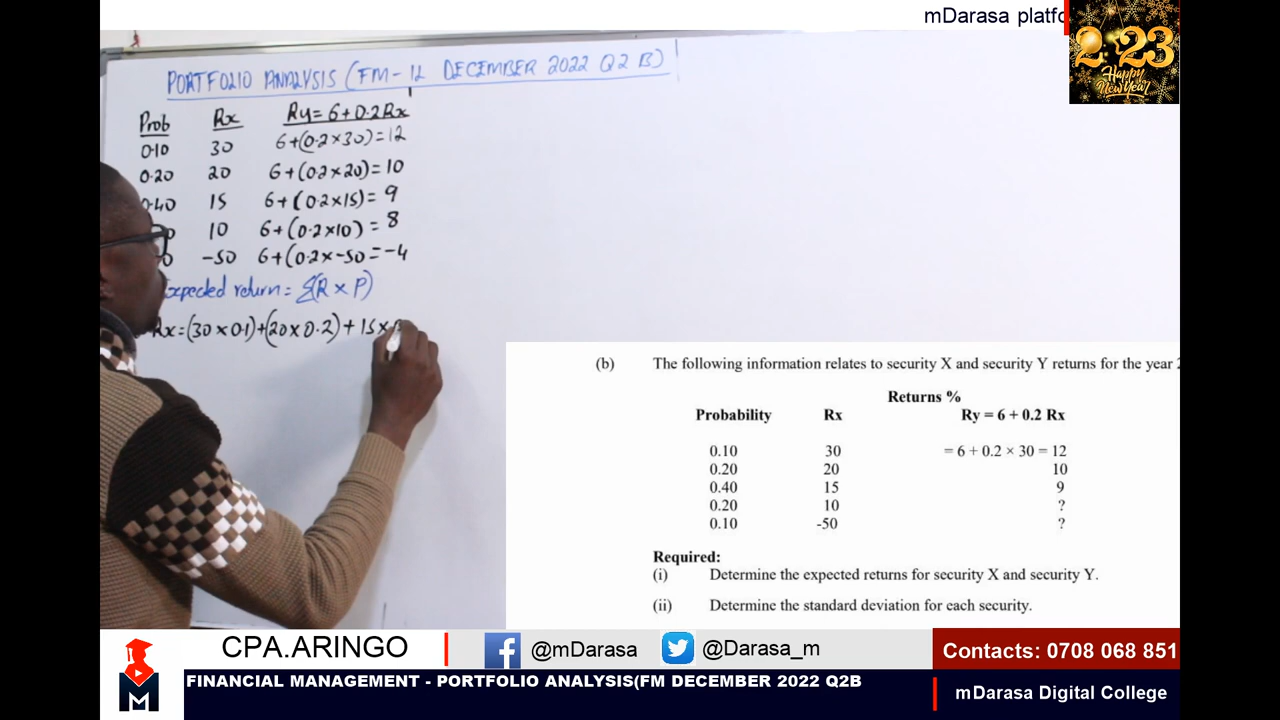 mDarasa platfo
2023
Happy
New Year
PORTFOLIO ANALYSIS (FM-12 DECEMBER 2022 Q2 B)
Prob Rx Ry = 6 + 0.2Rx
0.10 30 6+(0.2×30)=12
0.20 20 6+(0.2×20)=10
0.40 15 6+(0.2×15)=9
0 10 6+(0.2×10)=8
0 -50 6+(0.2×-50=-4
xpected return = Σ(R × P)
Rx=(30×0.1)+(20×0.2)+15×
(b) The following information relates to security X and security Y returns for the year
Returns %
Probability Rx Ry = 6 + 0.2 Rx
0.10 30 = 6 + 0.2 × 30 = 12
0.20 20 10
0.40 15 9
0.20 10 ?
0.10 -50 ?
Required:
(i) Determine the expected returns for security X and security Y.
(ii) Determine the standard deviation for each security.
CPA.ARINGO @mDarasa @Darasa_m Contacts: 0708 068 851
FINANCIAL MANAGEMENT - PORTFOLIO ANALYSIS(FM DECEMBER 2022 Q2B
mDarasa Digital College